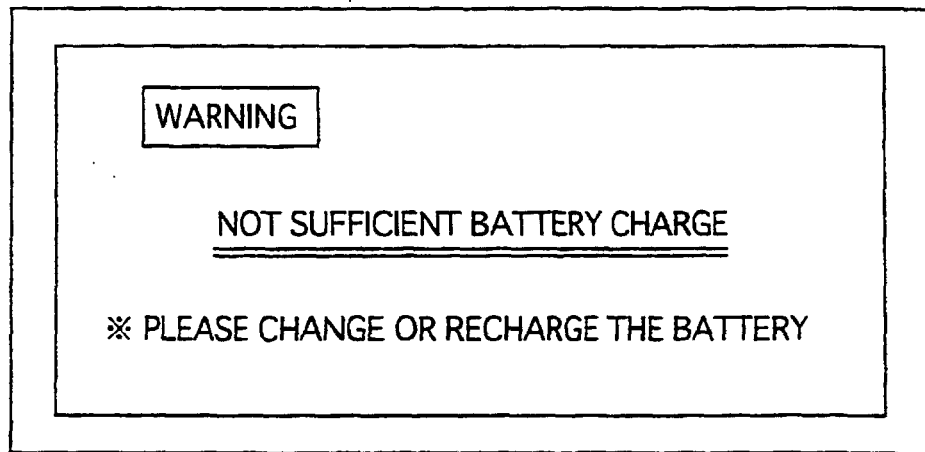 WARNING
NOT SUFFICIENT BATTERY CHARGE
※ PLEASE CHANGE OR RECHARGE THE BATTERY